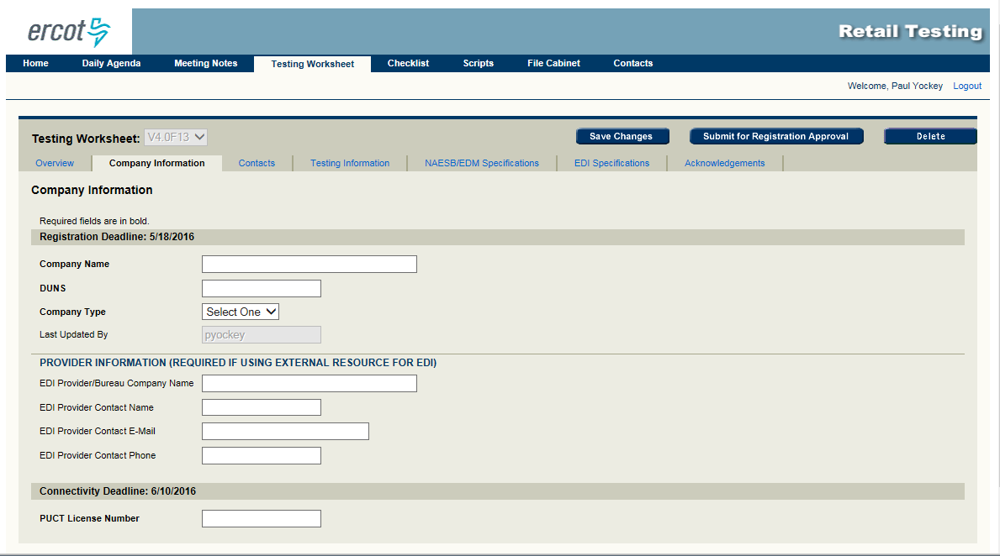 ercot
Retail Testing
Home Daily Agenda Meeting Notes Testing Worksheet Checklist Scripts File Cabinet Contacts
Welcome, Paul Yockey Logout
Testing Worksheet: V4.0F13 Save Changes Submit for Registration Approval Delete
Overview Company Information Contacts Testing Information NAESB/EDM Specifications EDI Specifications Acknowledgements
Company Information
Required fields are in bold.
Registration Deadline: 5/18/2016
Company Name
DUNS
Company Type Select One
Last Updated By pyockey
PROVIDER INFORMATION (REQUIRED IF USING EXTERNAL RESOURCE FOR EDI)
EDI Provider/Bureau Company Name
EDI Provider Contact Name
EDI Provider Contact E-Mail
EDI Provider Contact Phone
Connectivity Deadline: 6/10/2016
PUCT License Number